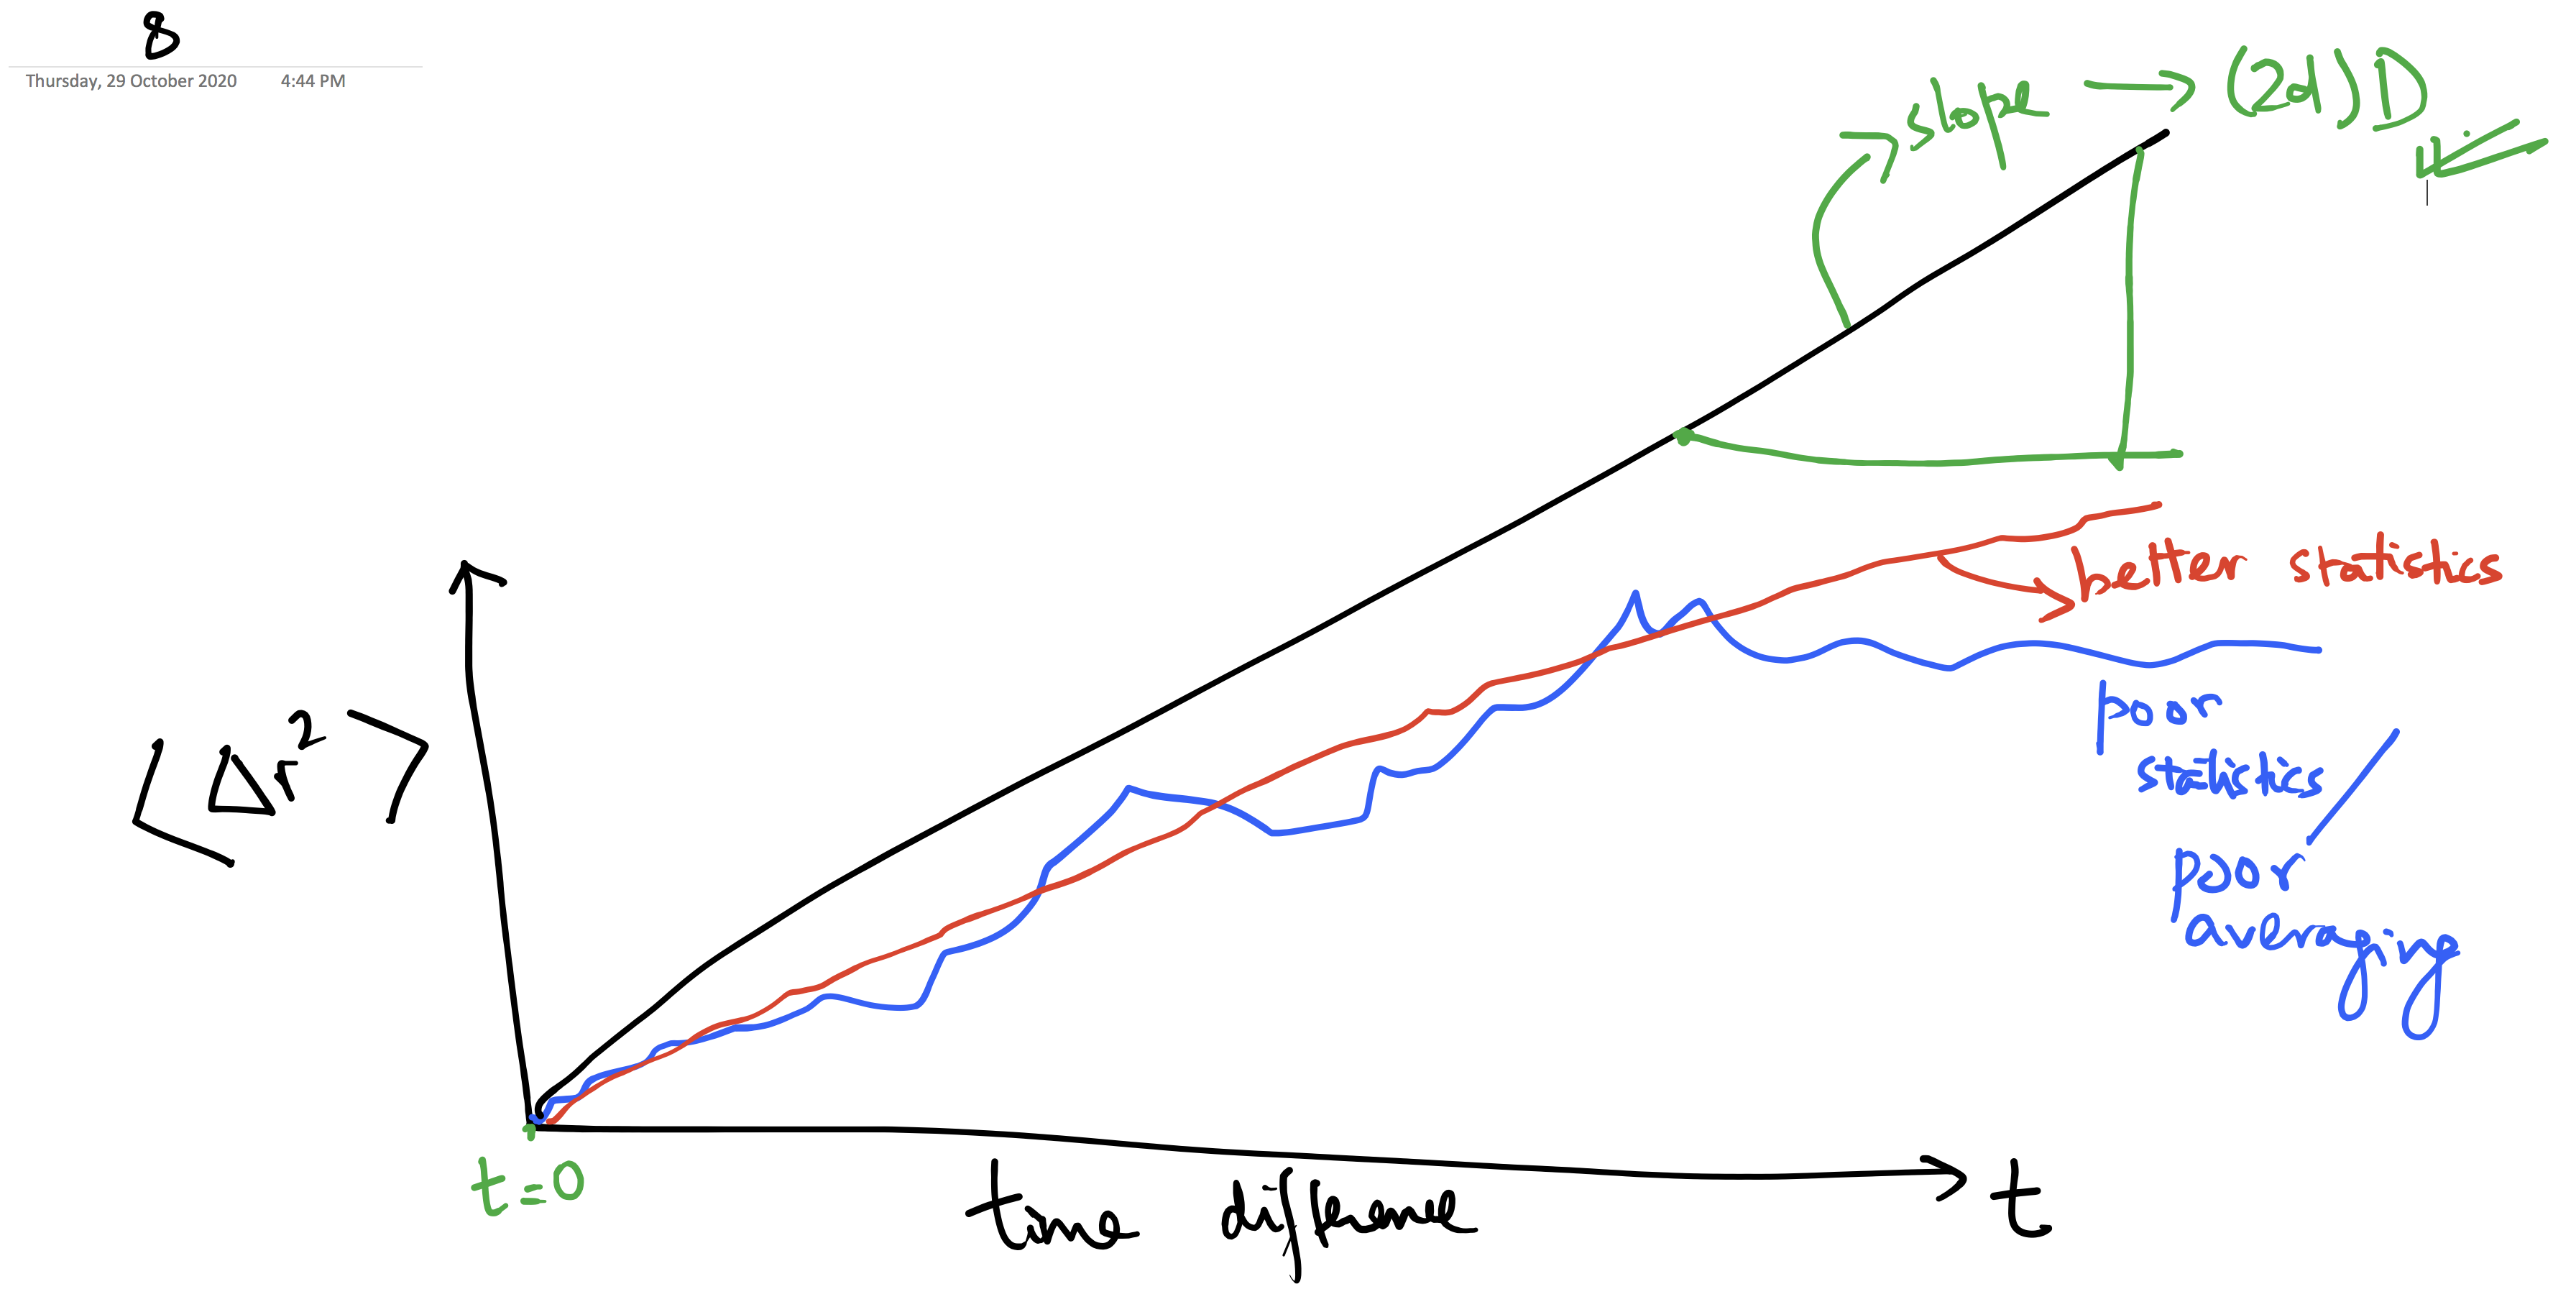 8
Thursday, 29 October 2020 4:44 PM
slope → (2d) D
better statistics
poor
statistics
poor
averaging
⟨Δr²⟩
t=0
time difference
t